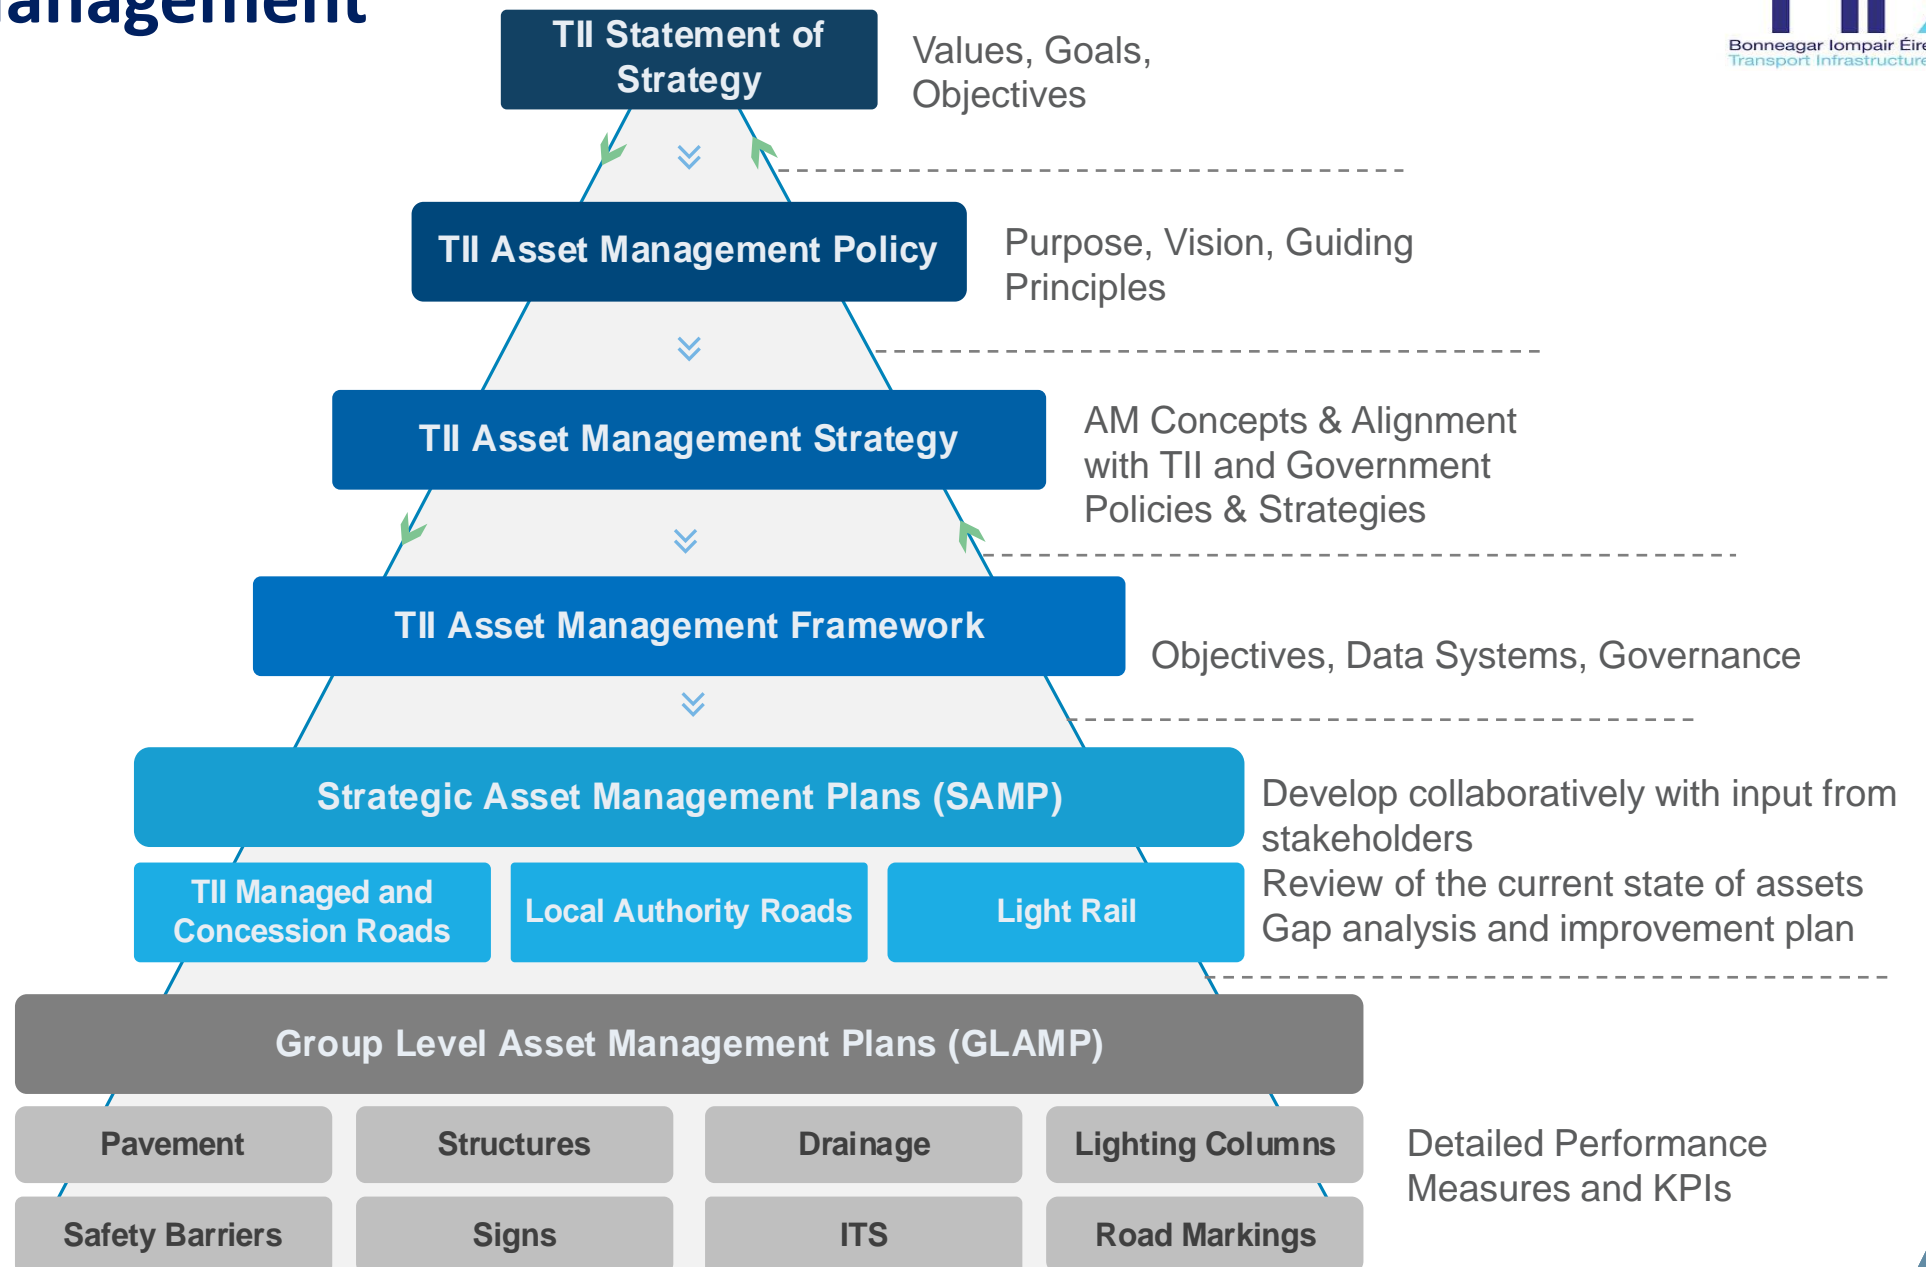 TII Statement of
Strategy
Values, Goals,
Objectives
Bonneagar Iompair
Transport Infrastructure
TII Asset Management Policy
Purpose, Vision, Guiding
Principles
TII Asset Management Strategy
AM Concepts & Alignment
with TII and Government
Policies & Strategies
TII Asset Management Framework
Objectives, Data Systems, Governance
Strategic Asset Management Plans (SAMP)
Develop collaboratively with input from
stakeholders
Review of the current state of assets
Gap analysis and improvement plan
TII Managed and
Concession Roads
Local Authority Roads
Light Rail
Group Level Asset Management Plans (GLAMP)
Pavement
Structures
Drainage
Lighting Columns
Detailed Performance
Measures and KPIs
Safety Barriers
Signs
ITS
Road Markings